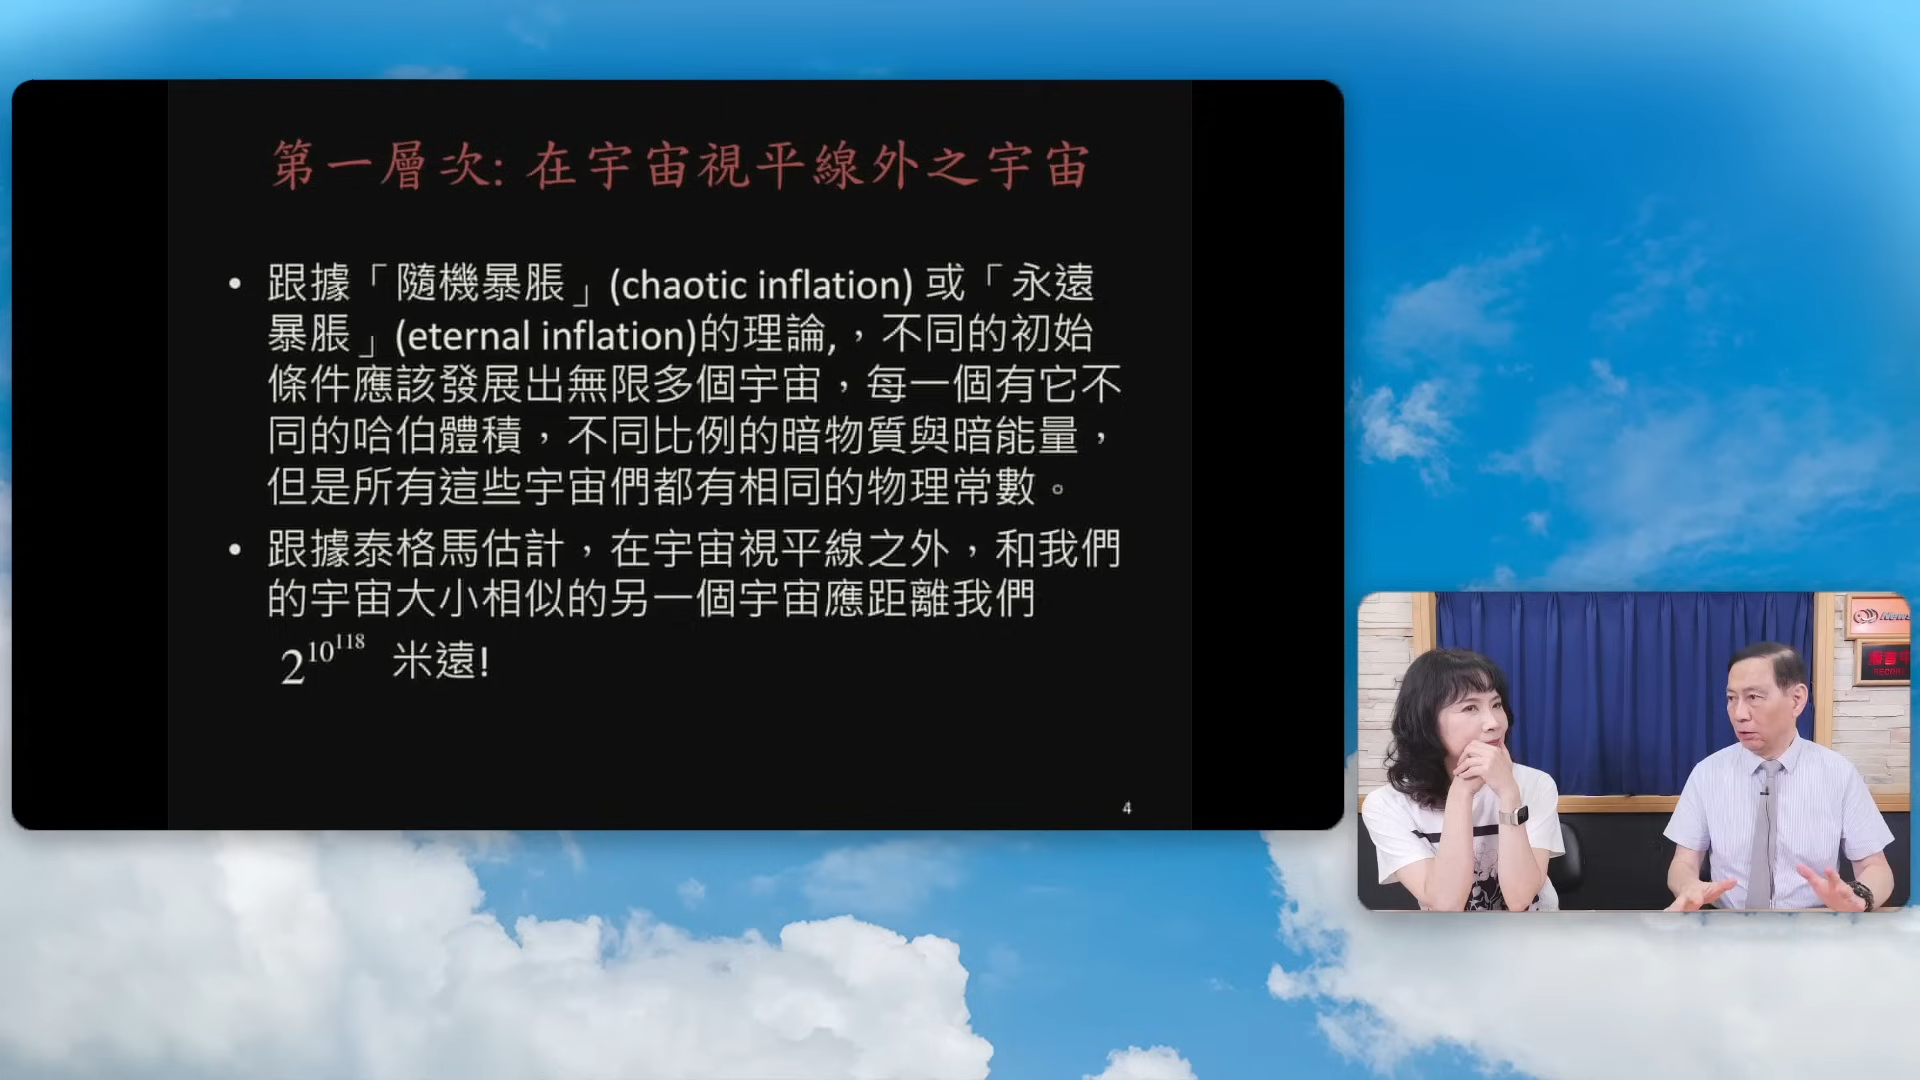 第一層次: 在宇宙視平線外之宇宙
• 跟據「隨機暴脹」(chaotic inflation) 或「永遠
暴脹」(eternal inflation)的理論,，不同的初始
條件應該發展出無限多個宇宙，每一個有它不
同的哈伯體積，不同比例的暗物質與暗能量，
但是所有這些宇宙們都有相同的物理常數。
• 跟據泰格馬估計，在宇宙視平線之外，和我們
的宇宙大小相似的另一個宇宙應距離我們
2^10^118 米遠!
4
News